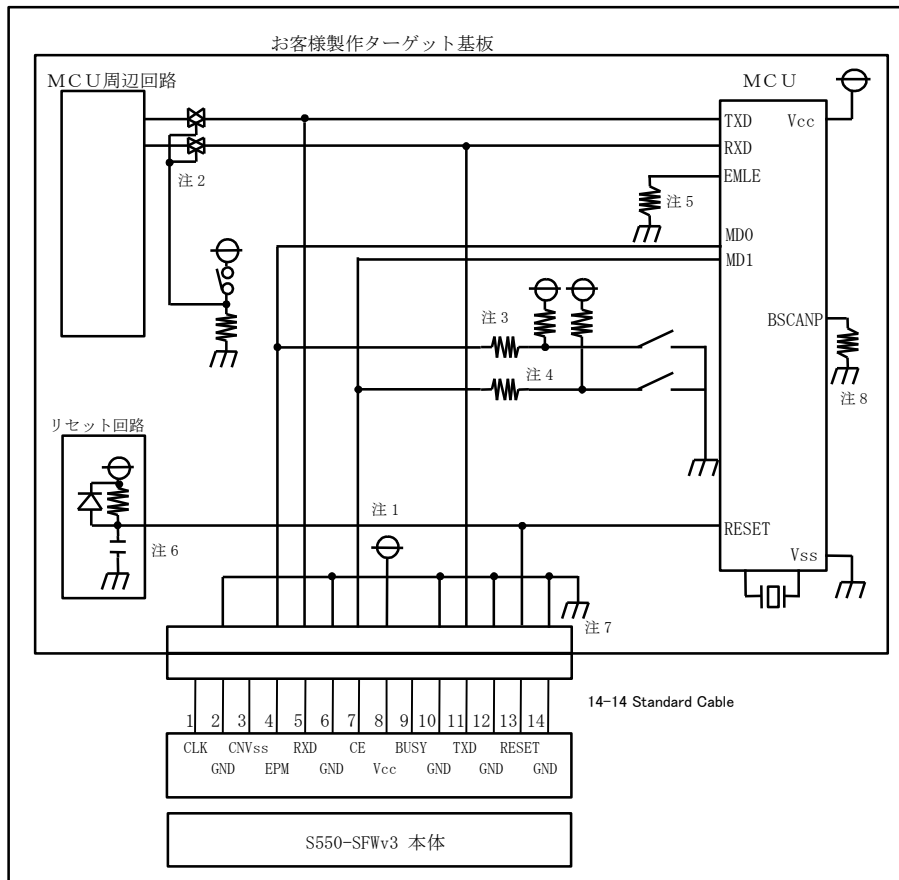 お客様製作ターゲット基板
ＭＣＵ周辺回路
ＭＣＵ
TXD
Vcc
RXD
注２
EMLE
注５
MD0
MD1
注３
BSCANP
注４
注８
リセット回路
注１
RESET
注６
Vss
注７
14-14 Standard Cable
1 2 3 4 5 6 7 8 9 10 11 12 13 14
CLK CNVss RXD CE BUSY TXD RESET
GND EPM GND Vcc GND GND GND
S550-SFWv3 本体